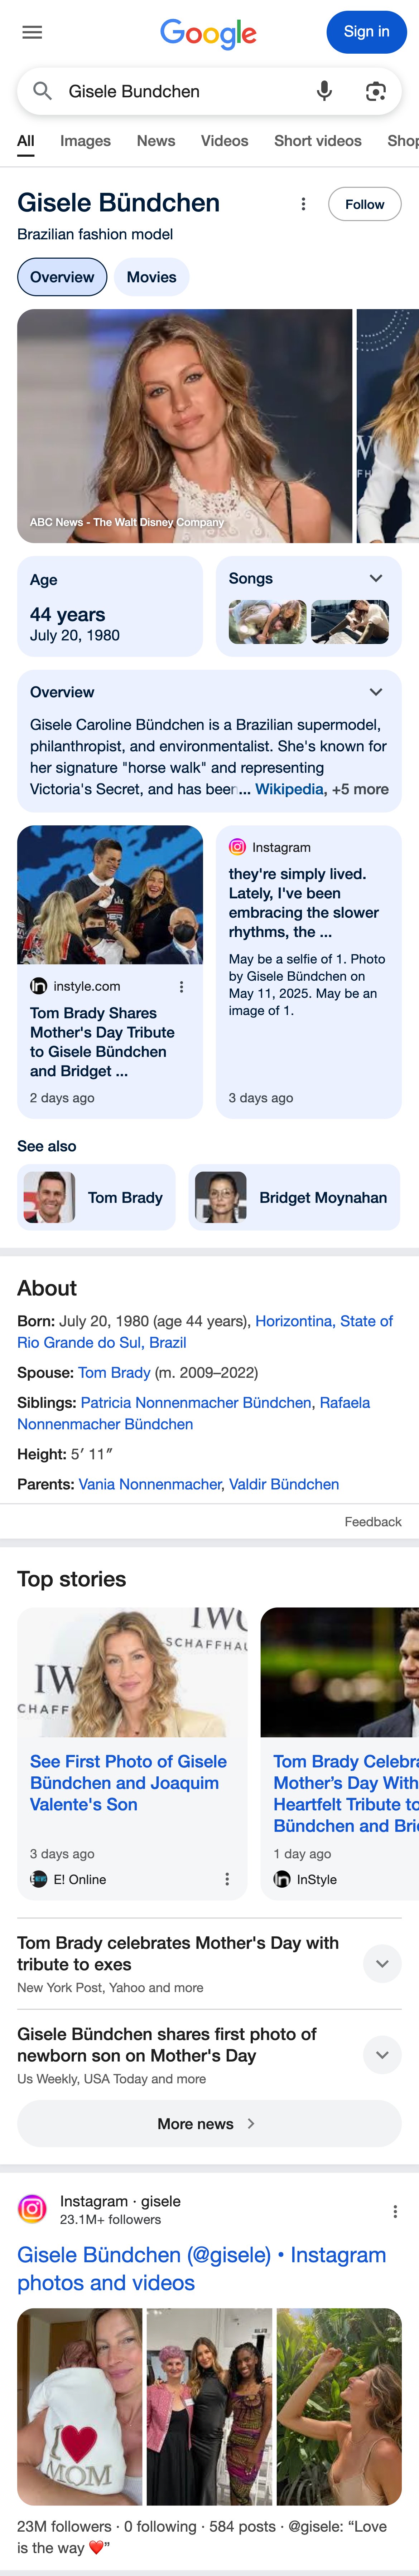 Google
Sign in
Gisele Bundchen
All Images News Videos Short videos Shop
Gisele Bündchen
Follow
Brazilian fashion model
Overview
Movies
ABC News - The Walt Disney Company
Age
44 years
July 20, 1980
Songs
Overview
Gisele Caroline Bündchen is a Brazilian supermodel,
philanthropist, and environmentalist. She's known for
her signature "horse walk" and representing
Victoria's Secret, and has been... Wikipedia, +5 more
instyle.com
Tom Brady Shares
Mother's Day Tribute
to Gisele Bündchen
and Bridget ...
2 days ago
Instagram
they're simply lived.
Lately, I've been
embracing the slower
rhythms, the ...
May be a selfie of 1. Photo
by Gisele Bündchen on
May 11, 2025. May be an
image of 1.
3 days ago
See also
Tom Brady
Bridget Moynahan
About
Born: July 20, 1980 (age 44 years), Horizontina, State of
Rio Grande do Sul, Brazil
Spouse: Tom Brady (m. 2009–2022)
Siblings: Patricia Nonnenmacher Bündchen, Rafaela
Nonnenmacher Bündchen
Height: 5′ 11″
Parents: Vania Nonnenmacher, Valdir Bündchen
Feedback
Top stories
IWC
SCHAFFHAU
IW
CHAFF
See First Photo of Gisele
Bündchen and Joaquim
Valente's Son
3 days ago
E! Online
Tom Brady Celebra
Mother's Day With
Heartfelt Tribute to
Bündchen and Bri
1 day ago
InStyle
Tom Brady celebrates Mother's Day with
tribute to exes
New York Post, Yahoo and more
Gisele Bündchen shares first photo of
newborn son on Mother's Day
Us Weekly, USA Today and more
More news
Instagram · gisele
23.1M+ followers
Gisele Bündchen (@gisele) • Instagram
photos and videos
I
MOM
23M followers · 0 following · 584 posts · @gisele: “Love
is the way ❤️”